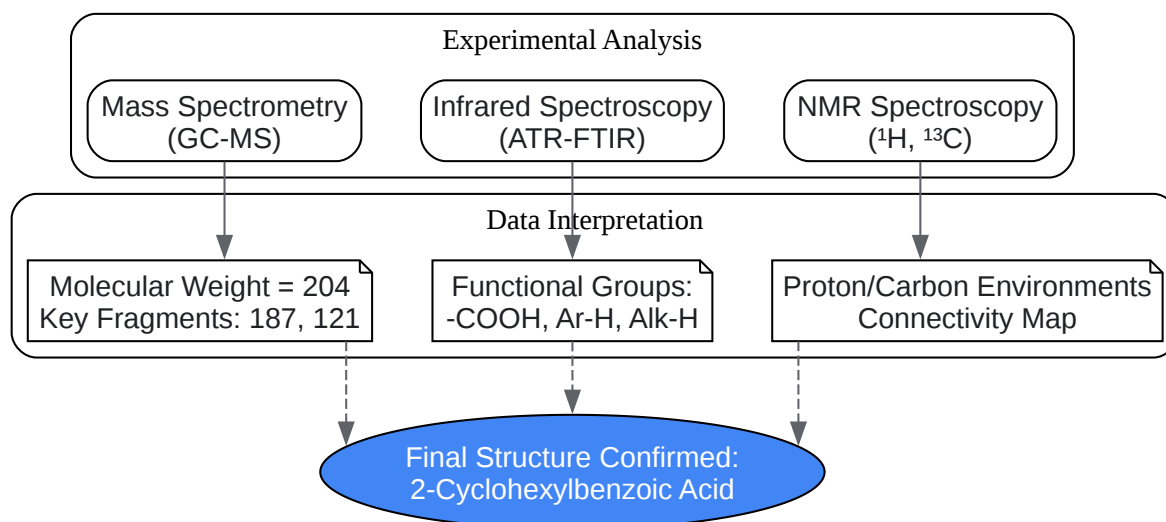 Experimental Analysis
Mass Spectrometry
(GC-MS)
Infrared Spectroscopy
(ATR-FTIR)
NMR Spectroscopy
(¹H, ¹³C)
Data Interpretation
Molecular Weight = 204
Key Fragments: 187, 121
Functional Groups:
-COOH, Ar-H, Alk-H
Proton/Carbon Environments
Connectivity Map
Final Structure Confirmed:
2-Cyclohexylbenzoic Acid